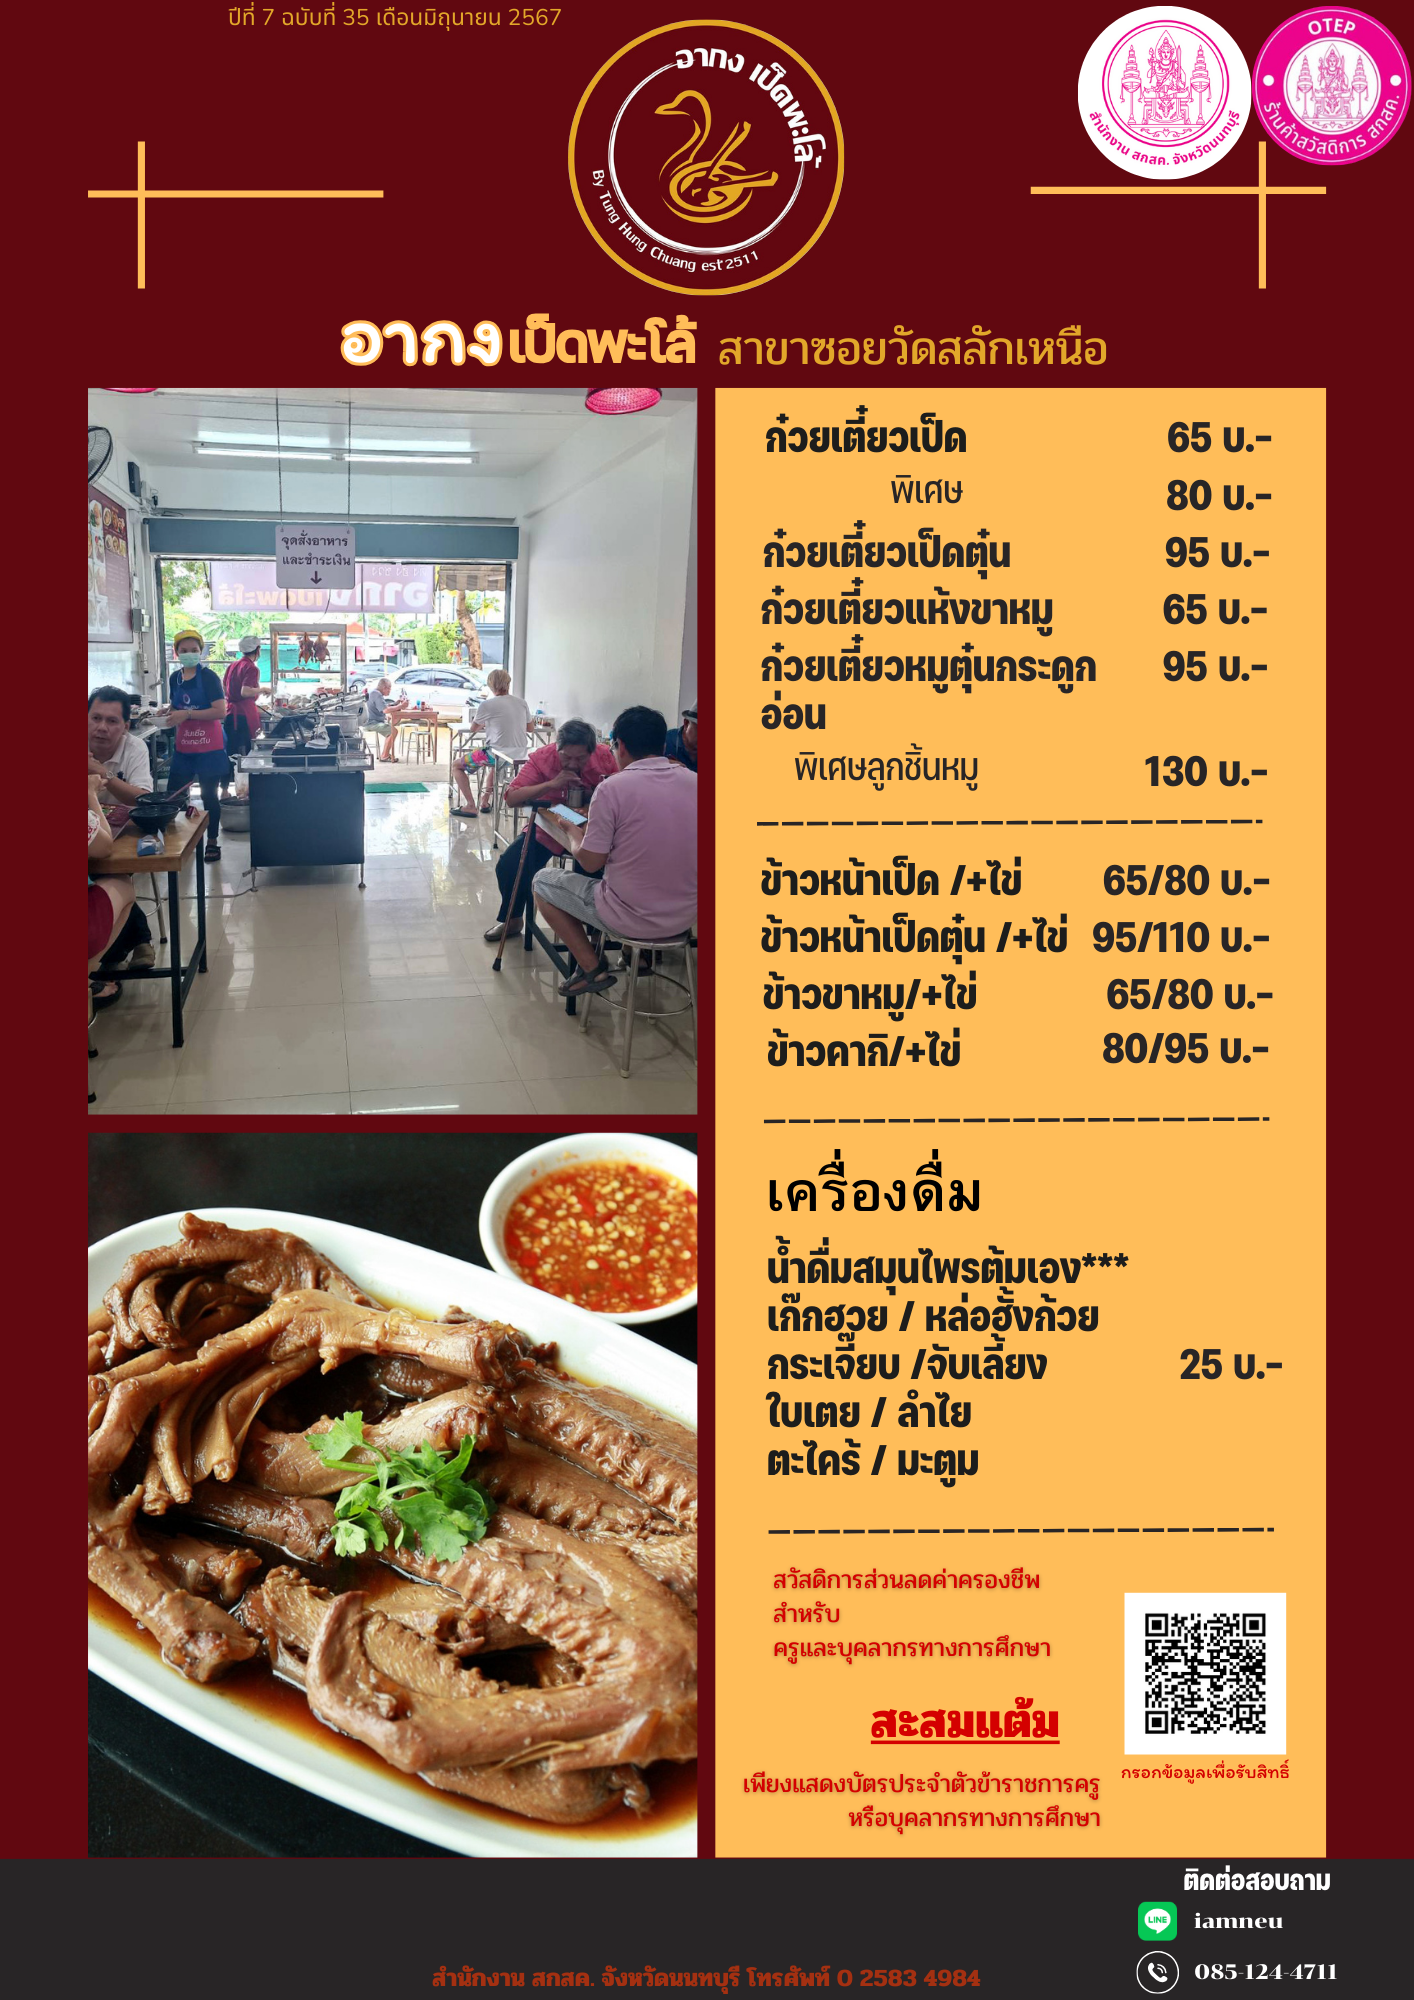 ปีที่ 7 ฉบับที่ 35 เดือนมิถุนายน 2567
อากง เป็ดพะโล้
By Tung Hung Chuang est'2511
สำนักงาน สกสค. จังหวัดนนทบุรี
OTEP
ร้านค้าสวัสดิการ สกสค.
อากงเป็ดพะโล้ สาขาซอยวัดสลักเหนือ
จุดสั่งอาหาร
และชำระเงิน
ก๋วยเตี๋ยวเป็ด 65 บ.-
พิเศษ 80 บ.-
ก๋วยเตี๋ยวเป็ดตุ๋น 95 บ.-
ก๋วยเตี๋ยวแห้งขาหมู 65 บ.-
ก๋วยเตี๋ยวหมูตุ๋นกระดูก 95 บ.-
อ่อน
พิเศษลูกชิ้นหมู 130 บ.-
ข้าวหน้าเป็ด /+ไข่ 65/80 บ.-
ข้าวหน้าเป็ดตุ๋น /+ไข่ 95/110 บ.-
ข้าวขาหมู/+ไข่ 65/80 บ.-
ข้าวคากิ/+ไข่ 80/95 บ.-
เครื่องดื่ม
น้ำดื่มสมุนไพรต้มเอง***
เก๊กฮวย / หล่อฮั้งก้วย
กระเจี๊ยบ /จับเลี้ยง 25 บ.-
ใบเตย / ลำไย
ตะไคร้ / มะตูม
สวัสดิการส่วนลดค่าครองชีพ
สำหรับ
ครูและบุคลากรทางการศึกษา
สะสมแต้ม
กรอกข้อมูลเพื่อรับสิทธิ์
เพียงแสดงบัตรประจำตัวข้าราชการครู
หรือบุคลากรทางการศึกษา
ติดต่อสอบถาม
LINE iamneu
085-124-4711
สำนักงาน สกสค. จังหวัดนนทบุรี โทรศัพท์ 0 2583 4984